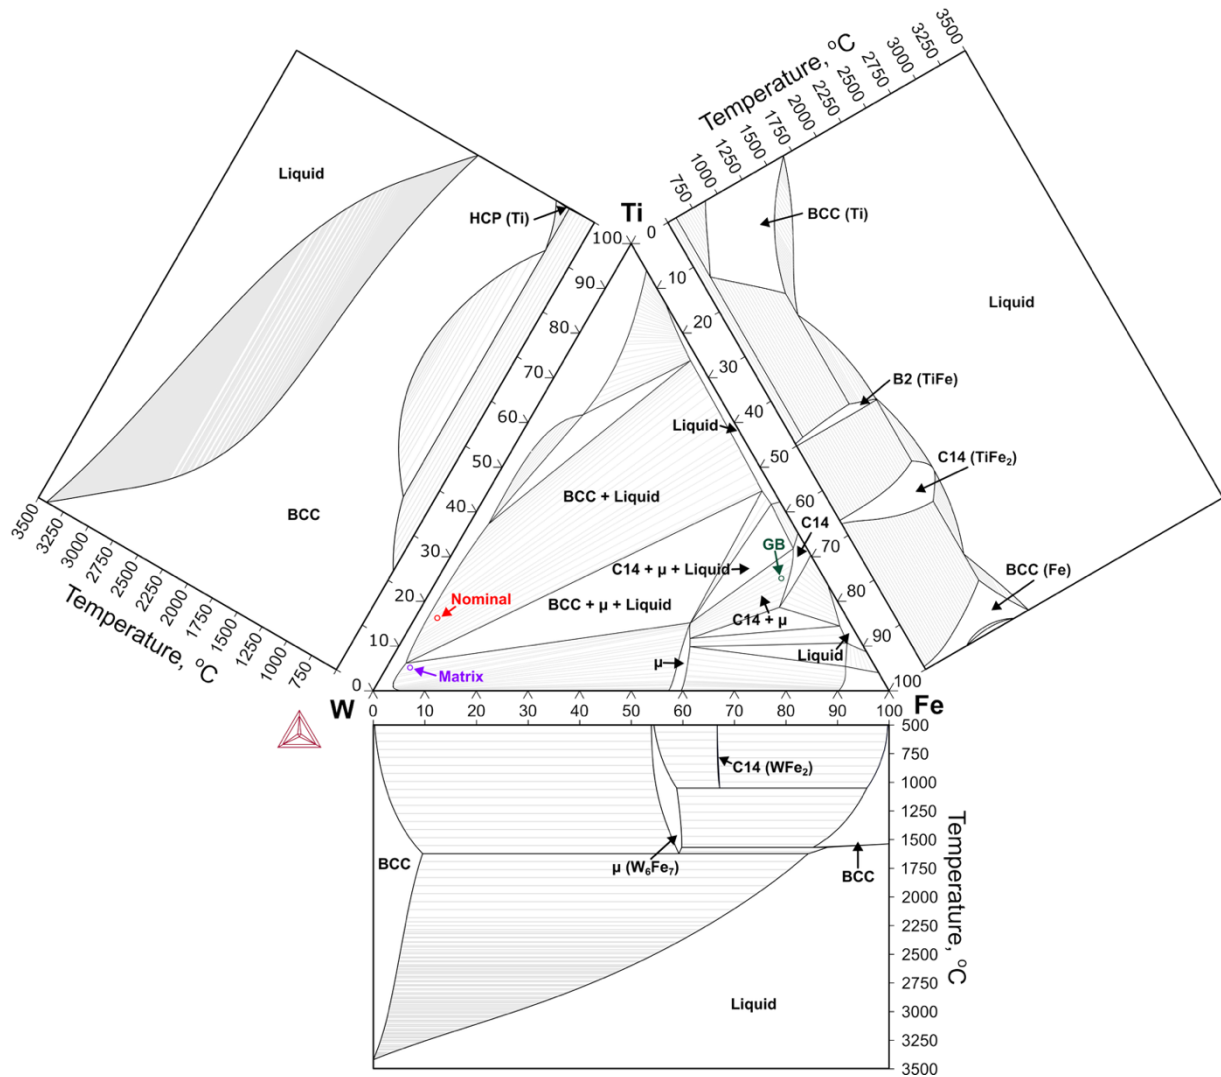 3500
3250
3000
2750
2500
2250
2000
1750
1500
1250
1000
750
Temperature, °C
Liquid
HCP (Ti)
BCC
Temperature, °C
750
1000
1250
1500
1750
2000
2250
2500
2750
3000
3250
3500
BCC (Ti)
Liquid
B2 (TiFe)
C14 (TiFe₂)
BCC (Fe)
Ti
100
90
80
70
60
50
40
30
20
10
0
0
10
20
30
40
50
60
70
80
90
100
Liquid
BCC + Liquid
C14
GB
C14 + μ + Liquid
Nominal
BCC + μ + Liquid
C14 + μ
Liquid
μ
Matrix
W
Fe
0
10
20
30
40
50
60
70
80
90
100
C14 (WFe₂)
BCC
μ (W₆Fe₇)
BCC
Liquid
500
750
1000
1250
1500
1750
2000
2250
2500
2750
3000
3250
3500
Temperature, °C